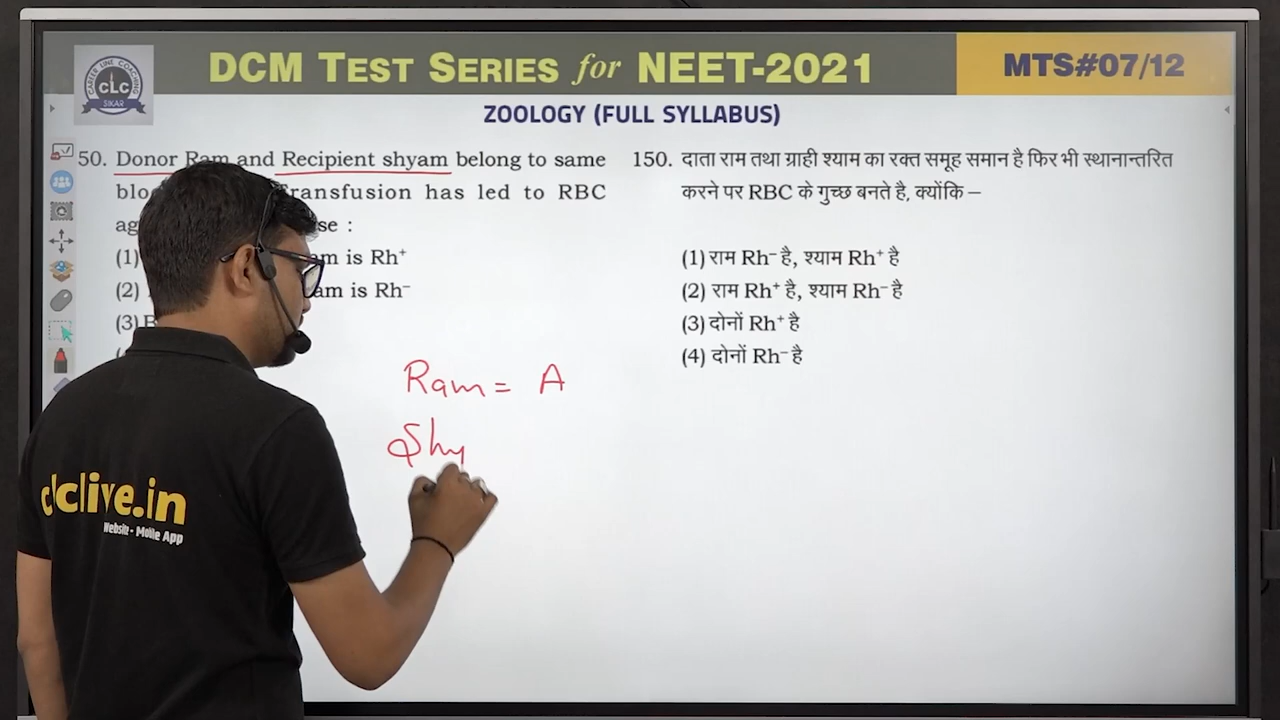 CAREER LINE COACHING
CLC
SIKAR
DCM TEST SERIES for NEET-2021
MTS#07/12
ZOOLOGY (FULL SYLLABUS)
50. Donor Ram and Recipient shyam belong to same
transfusion has led to RBC
:
(1) is Rh⁺
(2) is Rh⁻
(3)
150. दाता राम तथा ग्राही श्याम का रक्त समूह समान है फिर भी स्थानान्तरित
करने पर RBC के गुच्छ बनते है, क्योंकि –
(1) राम Rh⁻ है, श्याम Rh⁺ है
(2) राम Rh⁺ है, श्याम Rh⁻ है
(3) दोनों Rh⁺ है
(4) दोनों Rh⁻ है
Ram = A
Shy
clclive.in
Website - Mobile App